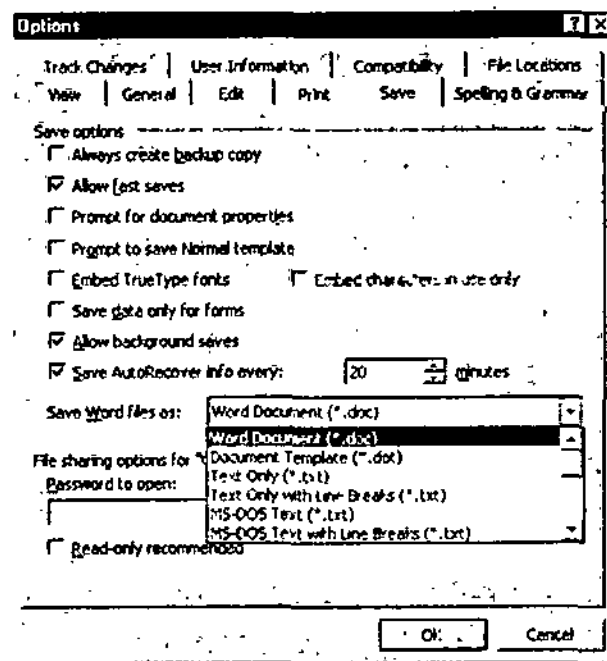 Options
Track Changes User Information Compatibility File Locations
View General Edit Print Save Spelling & Grammar
Save options
Always create backup copy
Allow fast saves
Prompt for document properties
Prompt to save Normal template
Embed TrueType fonts Embed characters in use only
Save data only for forms
Allow background saves
Save AutoRecover info every: 20 minutes
Save Word files as: Word Document (*.doc)
Word Document (*.doc)
File sharing options for Document Template (*.dot)
Text Only (*.txt)
Password to open:
Text Only with Line Breaks (*.txt)
MS-DOS Text (*.txt)
MS-DOS Text with Line Breaks (*.txt)
Read-only recommended
OK Cancel